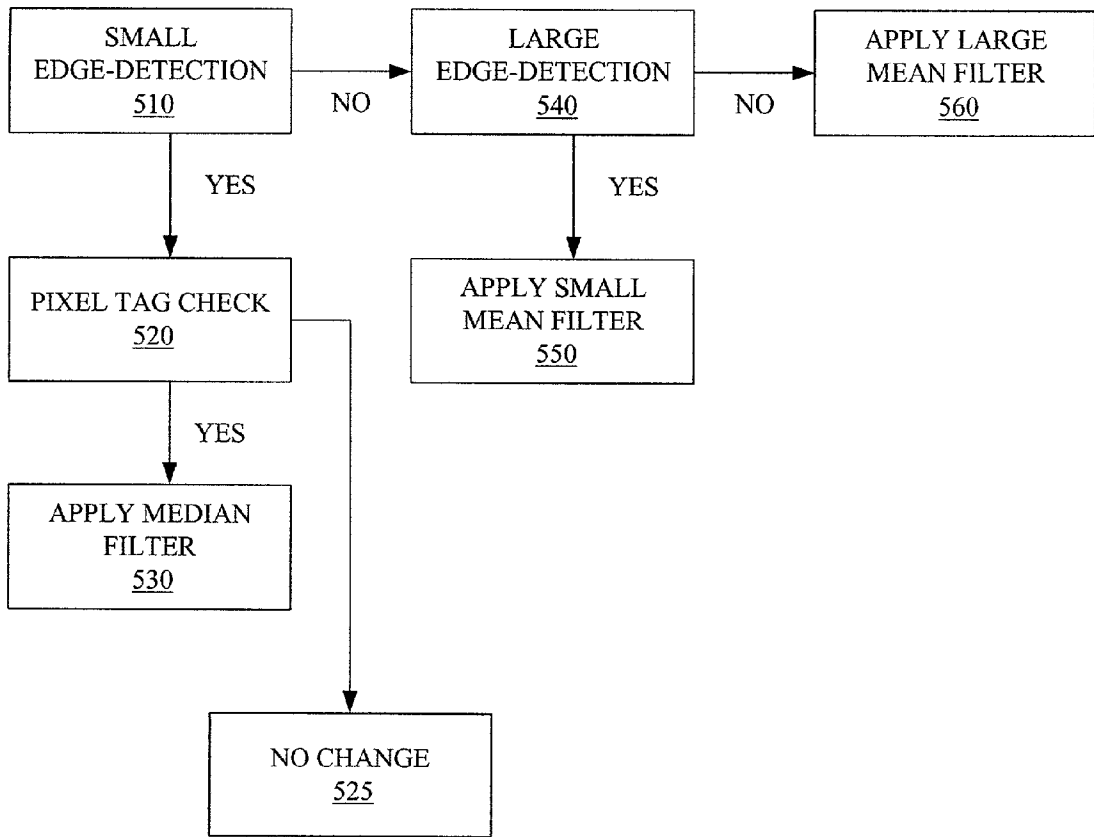 SMALL
EDGE-DETECTION
510
NO
LARGE
EDGE-DETECTION
540
NO
APPLY LARGE
MEAN FILTER
560
YES
YES
PIXEL TAG CHECK
520
APPLY SMALL
MEAN FILTER
550
YES
APPLY MEDIAN
FILTER
530
NO CHANGE
525